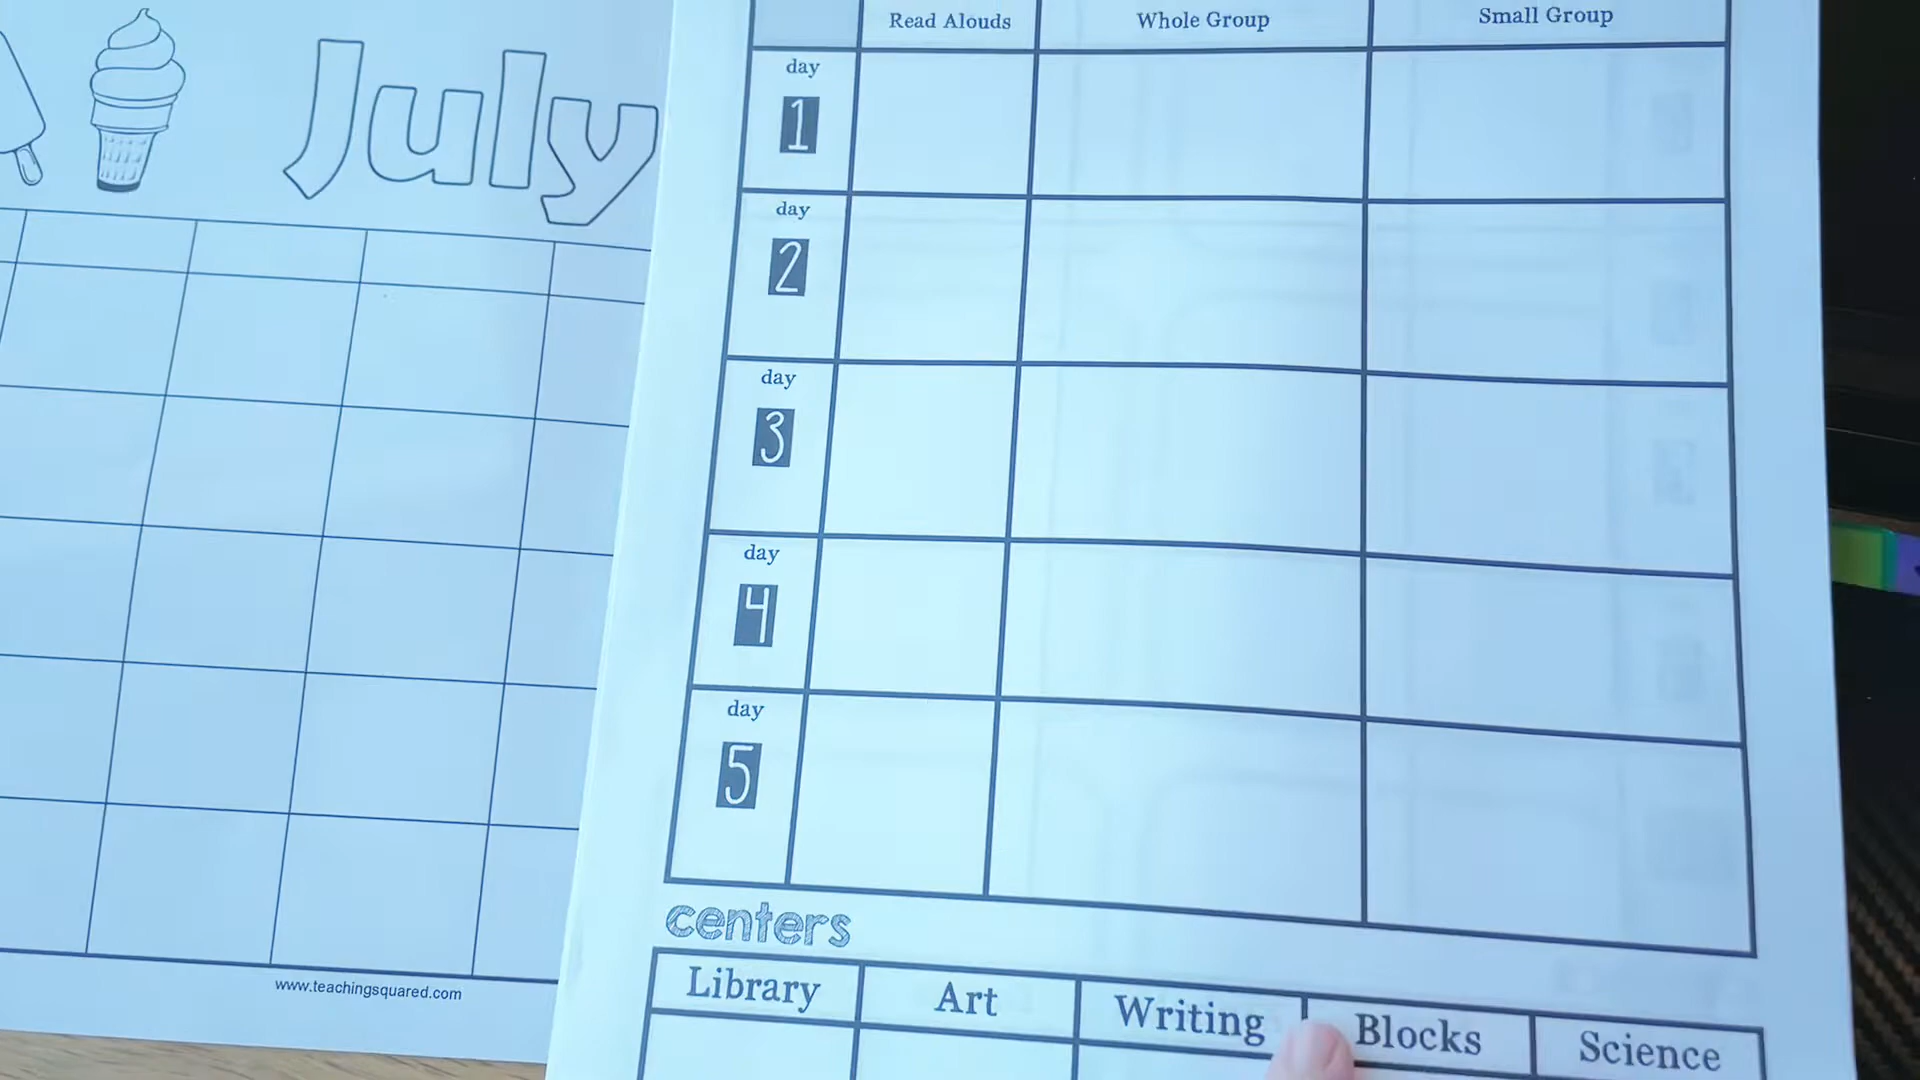 July
www.teachingsquared.com
Read Alouds Whole Group Small Group
day
1
day
2
day
3
day
4
day
5
centers
Library Art Writing Blocks Science